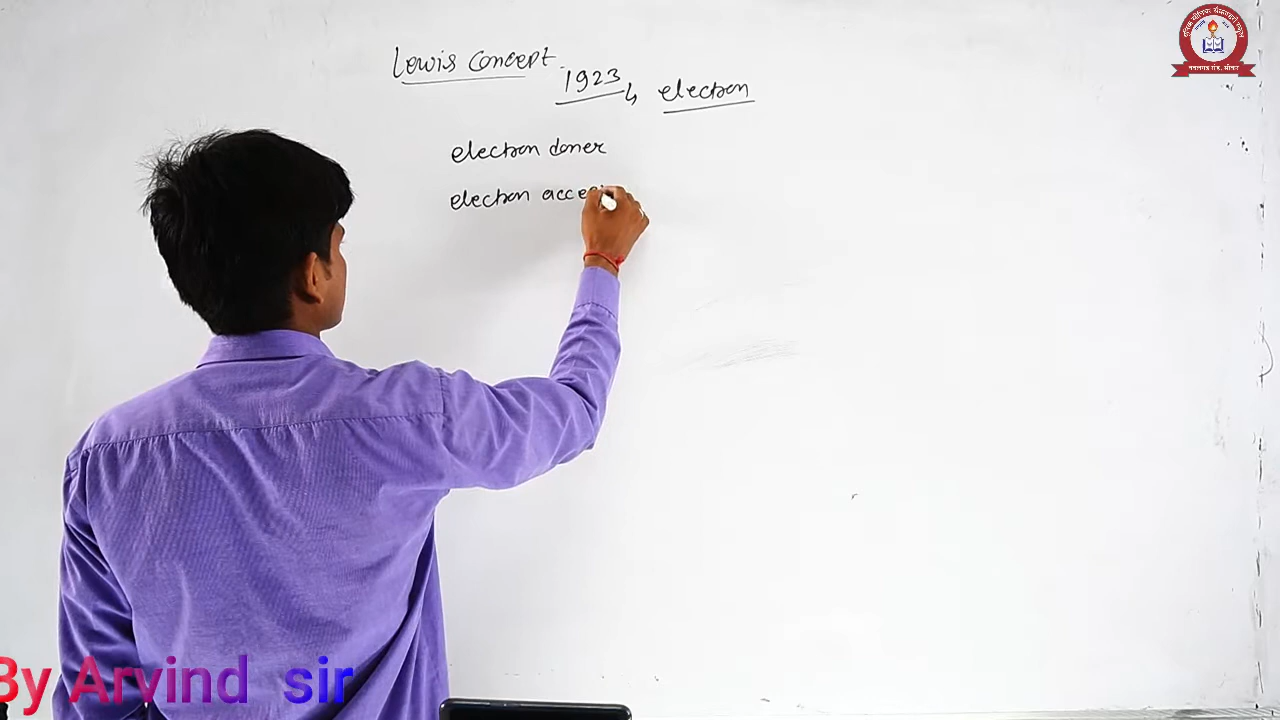 Lewis Concept
1923, electron
electron doner
electron acce
By Arvind sir